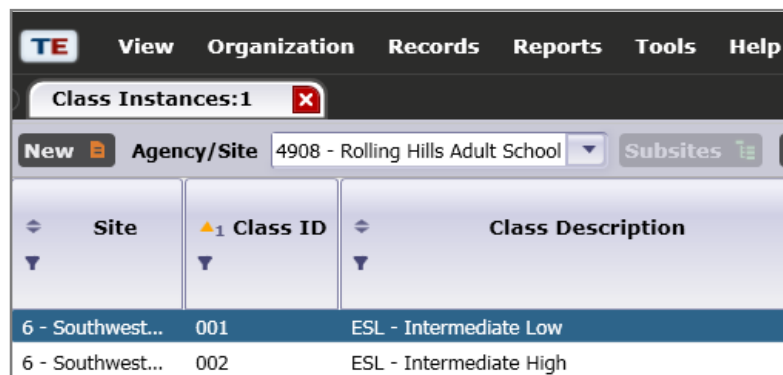 TE View Organization Records Reports Tools Help
Class Instances:1
New Agency/Site 4908 - Rolling Hills Adult School Subsites
Site 1 Class ID Class Description
6 - Southwest... 001 ESL - Intermediate Low
6 - Southwest... 002 ESL - Intermediate High